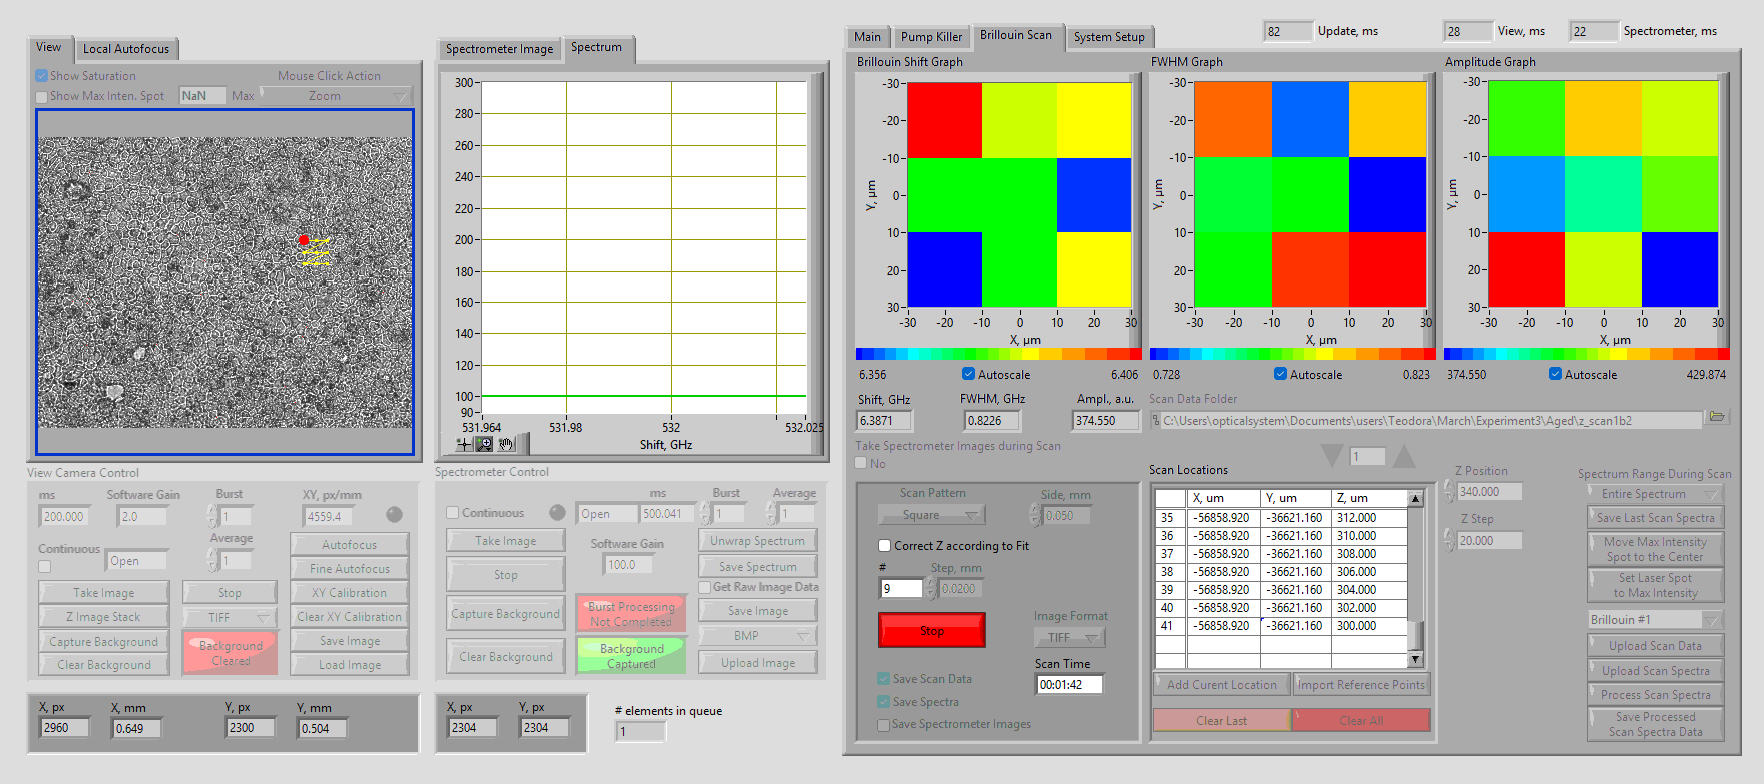 View
Local Autofocus
Show Saturation
Mouse Click Action
Show Max Inten. Spot
NaN
Max
Zoom
Spectrometer Image
Spectrum
300
280
260
240
220
200
180
160
140
120
100
90
531.964
531.98
532
532.025
Shift, GHz
Main
Pump Killer
Brillouin Scan
System Setup
82
Update, ms
28
View, ms
22
Spectrometer, ms
Brillouin Shift Graph
FWHM Graph
Amplitude Graph
-30
-20
-10
0
10
20
30
Y, µm
-30 -20 -10 0 10 20 30
X, µm
-30
-20
-10
0
10
20
30
Y, µm
-30 -20 -10 0 10 20 30
X, µm
-30
-20
-10
0
10
20
30
Y, µm
-30 -20 -10 0 10 20 30
X, µm
6.356
Autoscale
6.406
0.728
Autoscale
0.823
374.550
Autoscale
429.874
Shift, GHz
FWHM, GHz
Ampl., a.u.
6.3871
0.8226
374.550
Scan Data Folder
C:\Users\opticalsystem\Documents\users\Teodora\March\Experiment3\Aged\z_scan1b2
Take Spectrometer Images during Scan
No
1
View Camera Control
ms
Software Gain
Burst
XY, px/mm
200.000
2.0
1
4559.4
Average
Continuous
Open
1
Autofocus
Fine Autofocus
Take Image
Stop
XY Calibration
Z Image Stack
TIFF
Clear XY Calibration
Capture Background
Background
Cleared
Save Image
Clear Background
Load Image
Spectrometer Control
Continuous
ms
Burst
Average
Open
500.041
1
1
Take Image
Software Gain
Unwrap Spectrum
Stop
100.0
Save Spectrum
Get Raw Image Data
Capture Background
Burst Processing
Not Completed
Save Image
BMP
Clear Background
Background
Captured
Upload Image
X, px
X, mm
Y, px
Y, mm
2960
0.649
2300
0.504
X, px
Y, px
2304
2304
# elements in queue
1
Scan Pattern
Side, mm
Square
0.050
Correct Z according to Fit
#
Step, mm
9
0.0200
Stop
Image Format
TIFF
Scan Time
00:01:42
Save Scan Data
Save Spectra
Save Spectrometer Images
Scan Locations
X, um Y, um Z, um
35 -56858.920 -36621.160 312.000
36 -56858.920 -36621.160 310.000
37 -56858.920 -36621.160 308.000
38 -56858.920 -36621.160 306.000
39 -56858.920 -36621.160 304.000
40 -56858.920 -36621.160 302.000
41 -56858.920 -36621.160 300.000
Add Curent Location
Import Reference Points
Clear Last
Clear All
Z Position
340.000
Z Step
20.000
Spectrum Range During Scan
Entire Spectrum
Save Last Scan Spectra
Move Max Intensity
Spot to the Center
Set Laser Spot
to Max Intensity
Brillouin #1
Upload Scan Data
Upload Scan Spectra
Process Scan Spectra
Save Processed
Scan Spectra Data